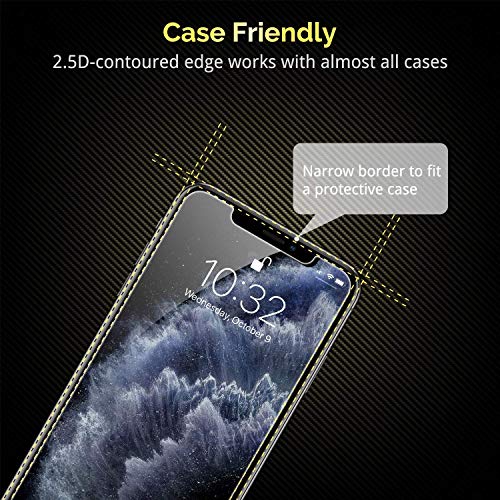 Case Friendly
2.5D-contoured edge works with almost all cases
Narrow border to fit
a protective case
10:32
Wednesday, October 9